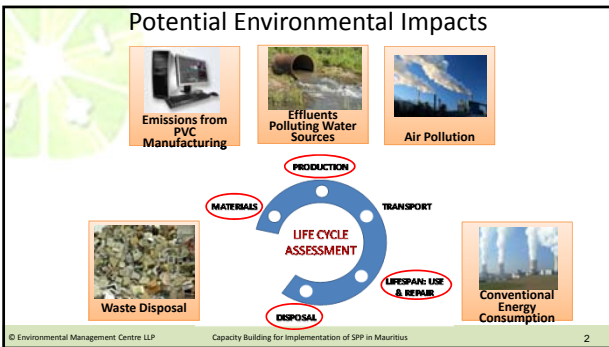 Potential Environmental Impacts
Emissions from
PVC
Manufacturing
Effluents
Polluting Water
Sources
Air Pollution
PRODUCTION
MATERIALS
TRANSPORT
LIFE CYCLE
ASSESSMENT
LIFESPAN: USE
& REPAIR
DISPOSAL
Waste Disposal
Conventional
Energy
Consumption
© Environmental Management Centre LLP Capacity Building for Implementation of SPP in Mauritius 2